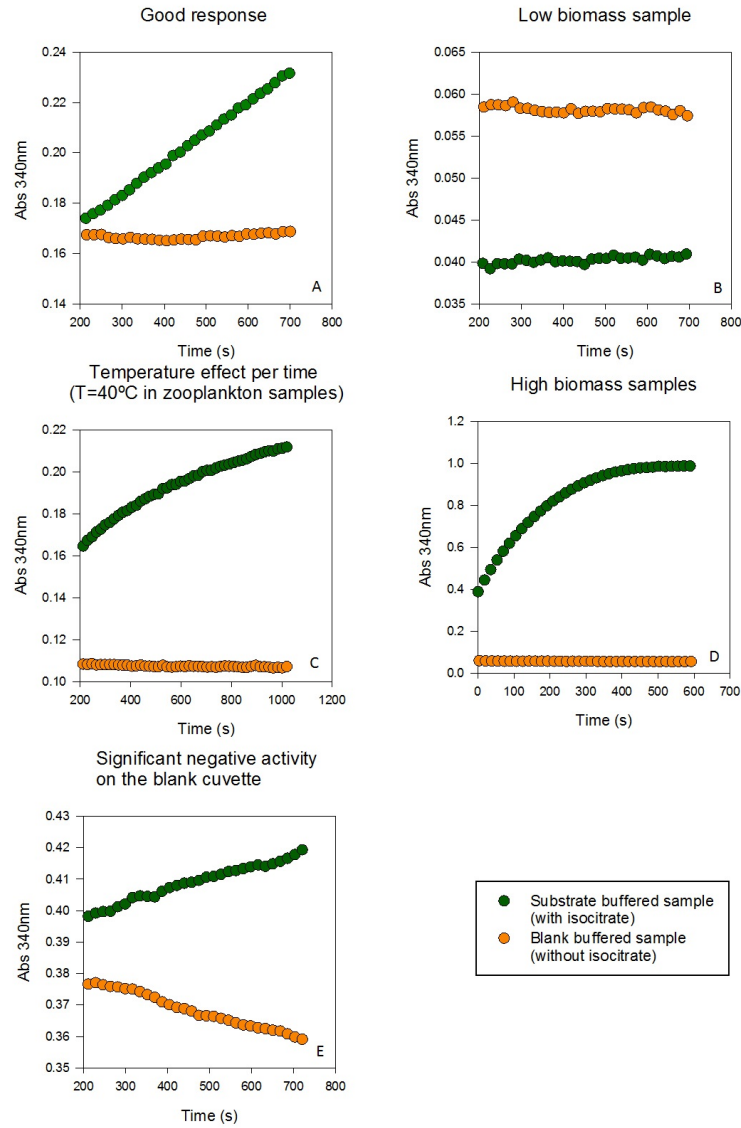 Good response
0.24
0.22
0.20
0.18
0.16
0.14
Abs 340nm
A
200 300 400 500 600 700 800
Time (s)
Low biomass sample
0.065
0.060
0.055
0.050
0.045
0.040
0.035
Abs 340nm
B
200 300 400 500 600 700 800
Time (s)
Temperature effect per time
(T=40ºC in zooplankton samples)
0.22
0.20
0.18
0.16
0.14
0.12
0.10
Abs 340nm
C
200 400 600 800 1000 1200
Time (s)
High biomass samples
1.2
1.0
0.8
0.6
0.4
0.2
0.0
Abs 340nm
D
0 100 200 300 400 500 600 700
Time (s)
Significant negative activity
on the blank cuvette
0.43
0.42
0.41
0.40
0.39
0.38
0.37
0.36
0.35
Abs 340nm
E
200 300 400 500 600 700 800
Time (s)
Substrate buffered sample
(with isocitrate)
Blank buffered sample
(without isocitrate)